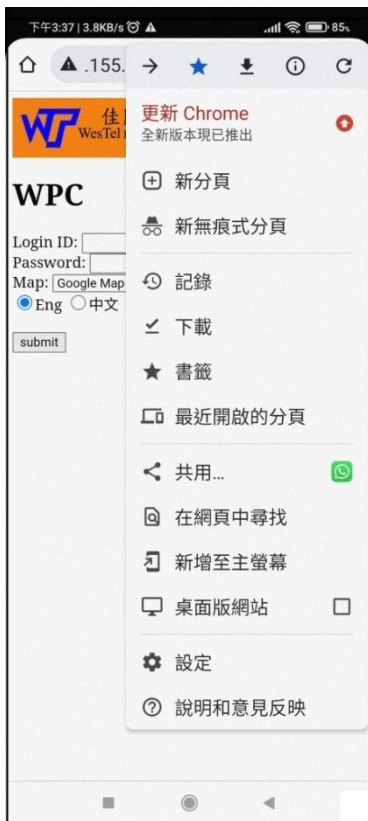 下午3:37 | 3.8KB/s
85%
.155.
更新 Chrome
全新版本現已推出
佳
WesTel
新分頁
WPC
新無痕式分頁
Login ID:
Password:
記錄
Map: Google Map
Eng 中文
下載
submit
書籤
最近開啟的分頁
共用...
在網頁中尋找
新增至主螢幕
桌面版網站
設定
說明和意見反映